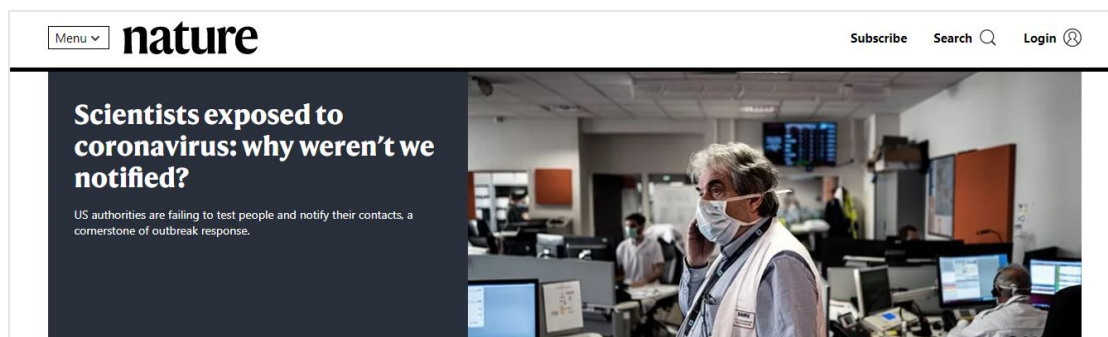 Menu
nature
Subscribe
Search
Login
Scientists exposed to
coronavirus: why weren’t we
notified?
US authorities are failing to test people and notify their contacts, a
cornerstone of outbreak response.